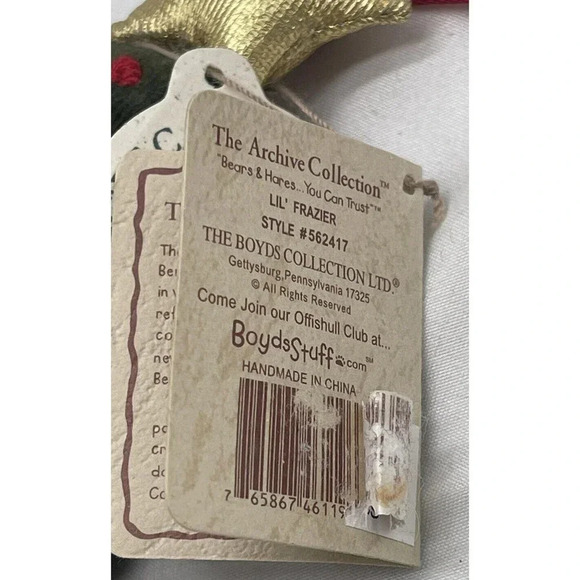 The Archive Collection™
"Bears & Hares...You Can Trust"™
LIL' FRAZIER
STYLE #562417
THE BOYDS COLLECTION LTD.®
Gettysburg, Pennsylvania 17325
© All Rights Reserved
Come Join our Offishull Club at...
BoydsStuff.com℠
HANDMADE IN CHINA
7 65867 46119